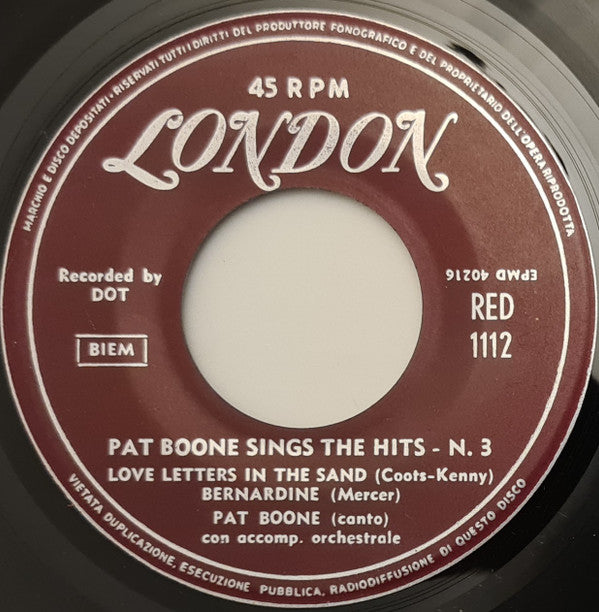 MARCHIO E DISCO DEPOSITATI · RISERVATI TUTTI I DIRITTI DEL PRODUTTORE FONOGRAFICO E DEL PROPRIETARIO DELL'OPERA RIPRODOTTA
45 RPM
LONDON
Recorded by
DOT
EPMD 40216
RED
1112
BIEM
PAT BOONE SINGS THE HITS - N. 3
LOVE LETTERS IN THE SAND (Coots-Kenny)
BERNARDINE (Mercer)
PAT BOONE (canto)
con accomp. orchestrale
VIETATA DUPLICAZIONE, ESECUZIONE PUBBLICA, RADIODIFFUSIONE DI QUESTO DISCO